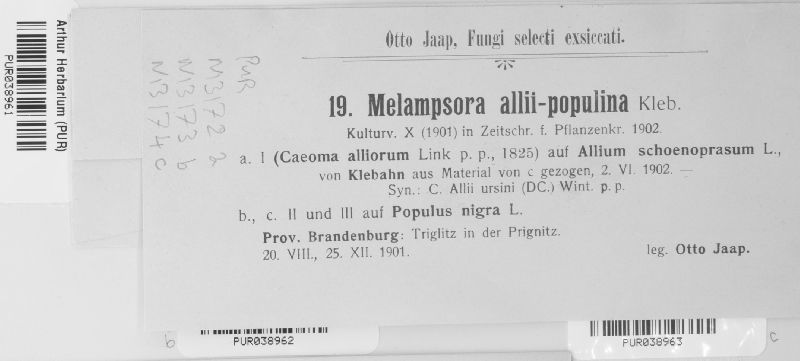 Otto Jaap, Fungi selecti exsiccati.
19. Melampsora allii-populina Kleb.
Kulturv. X (1901) in Zeitschr. f. Pflanzenkr. 1902.
a. I (Caeoma alliorum Link p. p., 1825) auf Allium schoenoprasum L.,
von Klebahn aus Material von c gezogen, 2. VI. 1902. —
Syn.: C. Allii ursini (DC.) Wint. p. p.
b., c. II und III auf Populus nigra L.
Prov. Brandenburg: Triglitz in der Prignitz.
20. VIII., 25. XII. 1901.
leg. Otto Jaap.
PUR
M3172 a
M3173 b
M3174 c
Arthur Herbarium (PUR)
PUR038961
b
PUR038962
PUR038963
c